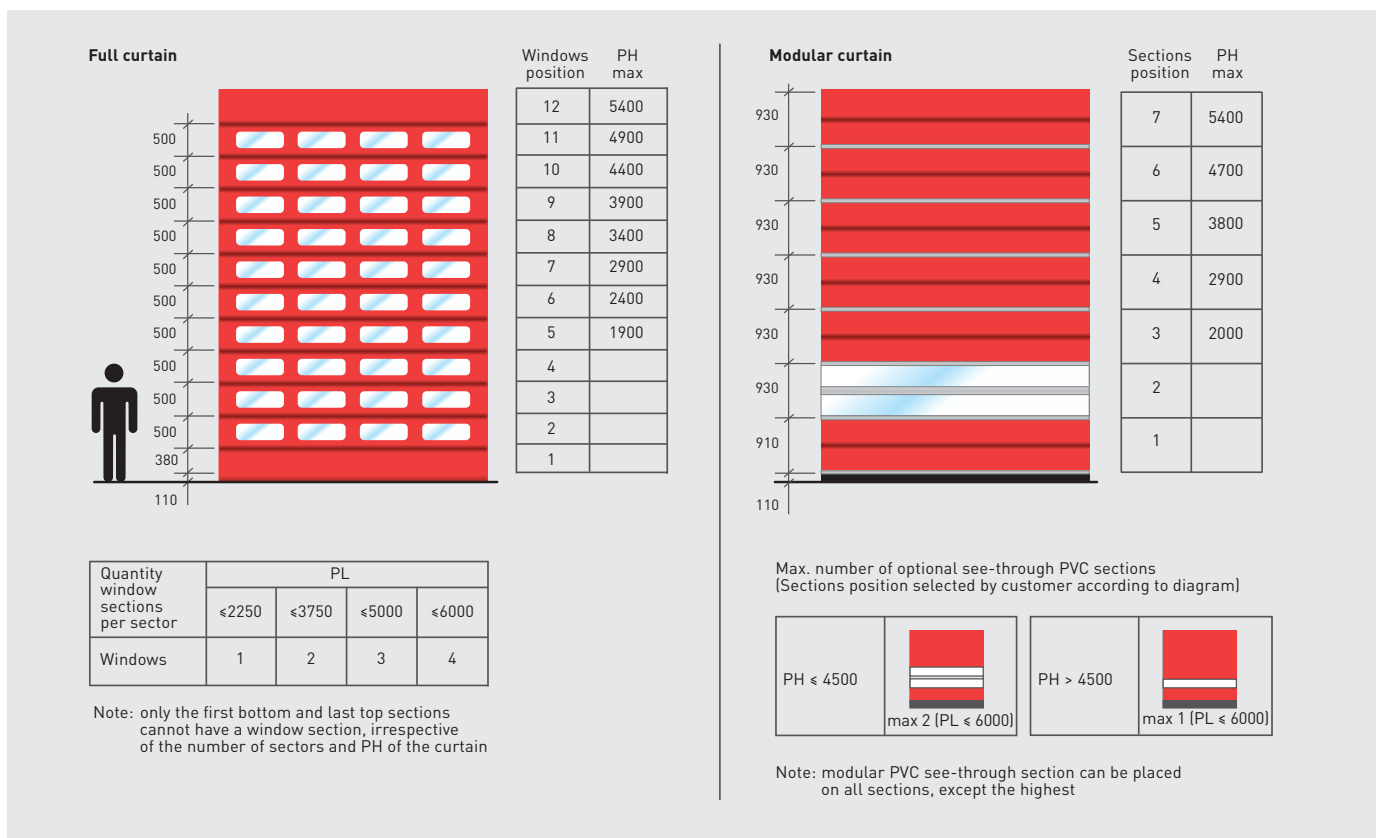 Full curtain
Windows position
PH max
12 5400
11 4900
10 4400
9 3900
8 3400
7 2900
6 2400
5 1900
4
3
2
1
500
500
500
500
500
500
500
500
500
500
380
110
Quantity
window
sections
per sector
PL
≤2250 ≤3750 ≤5000 ≤6000
Windows 1 2 3 4
Note: only the first bottom and last top sections
cannot have a window section, irrespective
of the number of sectors and PH of the curtain
Modular curtain
Sections position
PH max
930
930
930
930
930
930
910
110
7 5400
6 4700
5 3800
4 2900
3 2000
2
1
Max. number of optional see-through PVC sections
(Sections position selected by customer according to diagram)
PH ≤ 4500
max 2 (PL ≤ 6000)
PH > 4500
max 1 (PL ≤ 6000)
Note: modular PVC see-through section can be placed
on all sections, except the highest